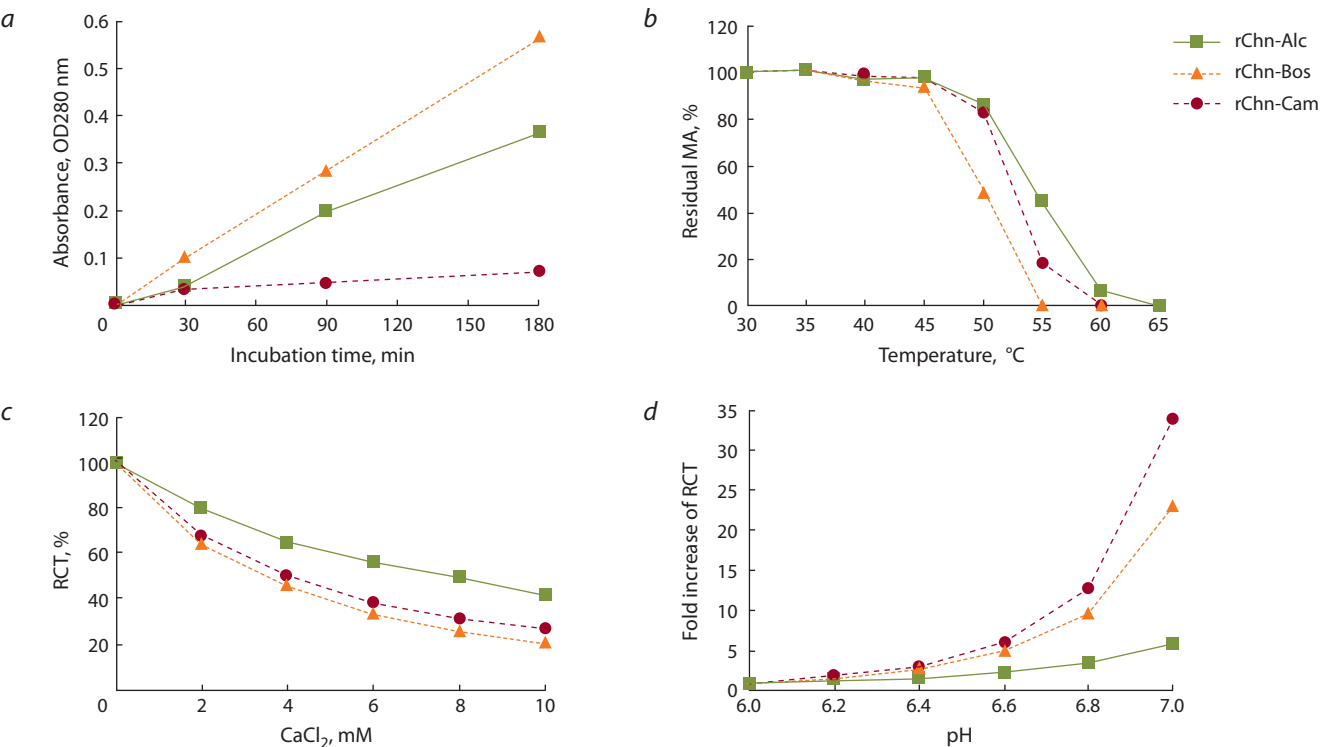 a
0.6
0.5
0.4
0.3
0.2
0.1
Absorbance, OD280 nm
0 30 60 90 120 150 180
Incubation time, min
b
120
100
80
60
40
20
0
Residual MA, %
30 35 40 45 50 55 60 65
Temperature, °C
rChn-Alc
rChn-Bos
rChn-Cam
c
120
100
80
60
40
20
RCT, %
0 2 4 6 8 10
CaCl₂, mM
d
35
30
25
20
15
10
5
0
Fold increase of RCT
6.0 6.2 6.4 6.6 6.8 7.0
pH